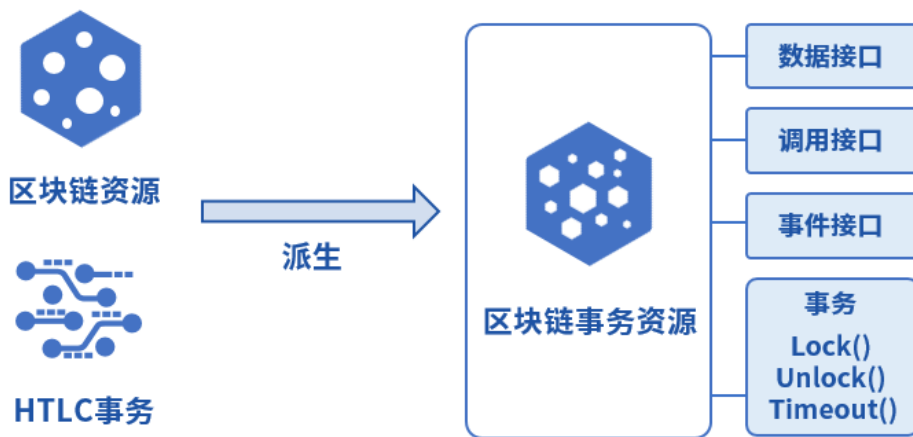 区块链资源
HTLC事务
派生
区块链事务资源
数据接口
调用接口
事件接口
事务
Lock()
Unlock()
Timeout()